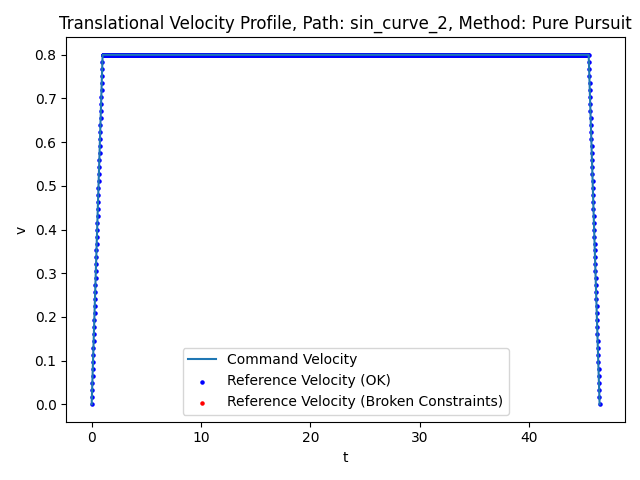 Translational Velocity Profile, Path: sin_curve_2, Method: Pure Pursuit
0.8
0.7
0.6
0.5
0.4
0.3
0.2
0.1
0.0
v
Command Velocity
Reference Velocity (OK)
Reference Velocity (Broken Constraints)
0 10 20 30 40
t